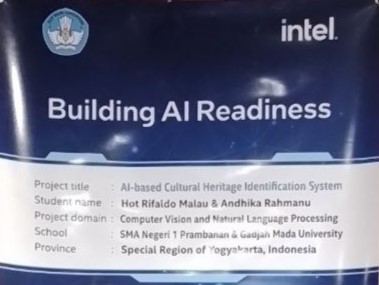 intel.
Building AI Readiness
Project title : AI-based Cultural Heritage Identification System
Student name : Hot Rifaldo Malau & Andhika Rahmanu
Project domain : Computer Vision and Natural Language Processing
School : SMA Negeri 1 Prambanan & Gadjah Mada University
Province : Special Region of Yogyakarta, Indonesia